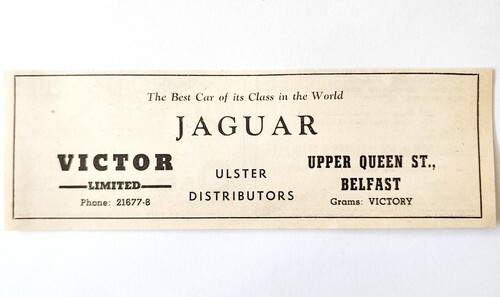 The Best Car of its Class in the World
JAGUAR
VICTOR
LIMITED
Phone: 21677-8
ULSTER
DISTRIBUTORS
UPPER QUEEN ST.,
BELFAST
Grams: VICTORY